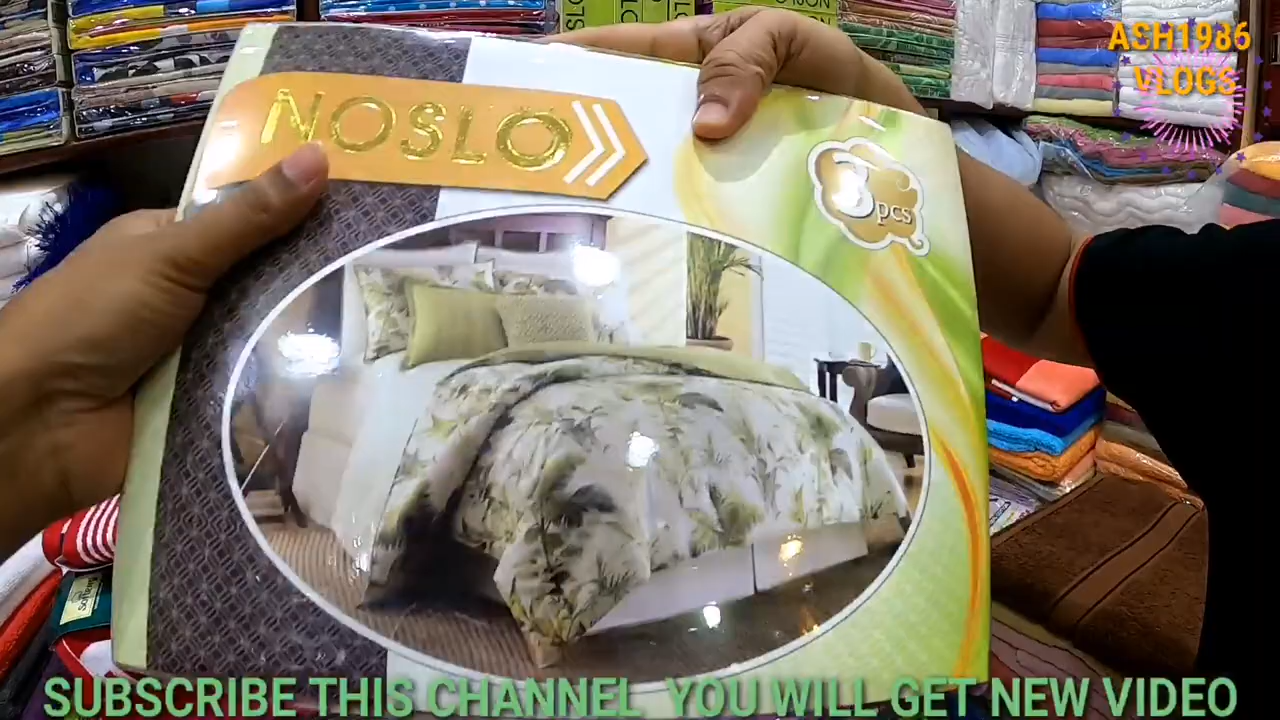 ASH1986
VLOGS
NOSLO
3pcs
SUBSCRIBE THIS CHANNEL YOU WILL GET NEW VIDEO